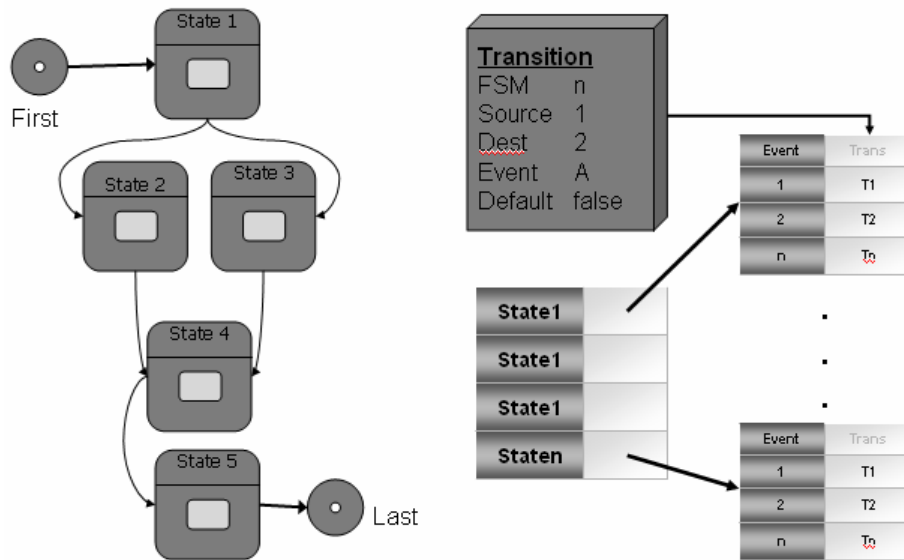 State 1
First
State 2
State 3
State 4
State 5
Last
Transition
FSM n
Source 1
Dest 2
Event A
Default false
Event Trans
1 T1
2 T2
n Tn
State1
State1
State1
Staten
Event Trans
1 T1
2 T2
n Tn